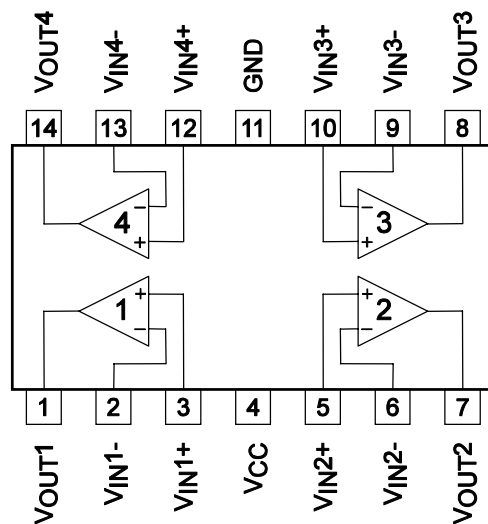 VOUT4 VIN4- VIN4+ GND VIN3+ VIN3- VOUT3
14 13 12 11 10 9 8
− −
4 3
+ +
+ +
1 2
− −
1 2 3 4 5 6 7
VOUT1 VIN1- VIN1+ VCC VIN2+ VIN2- VOUT2